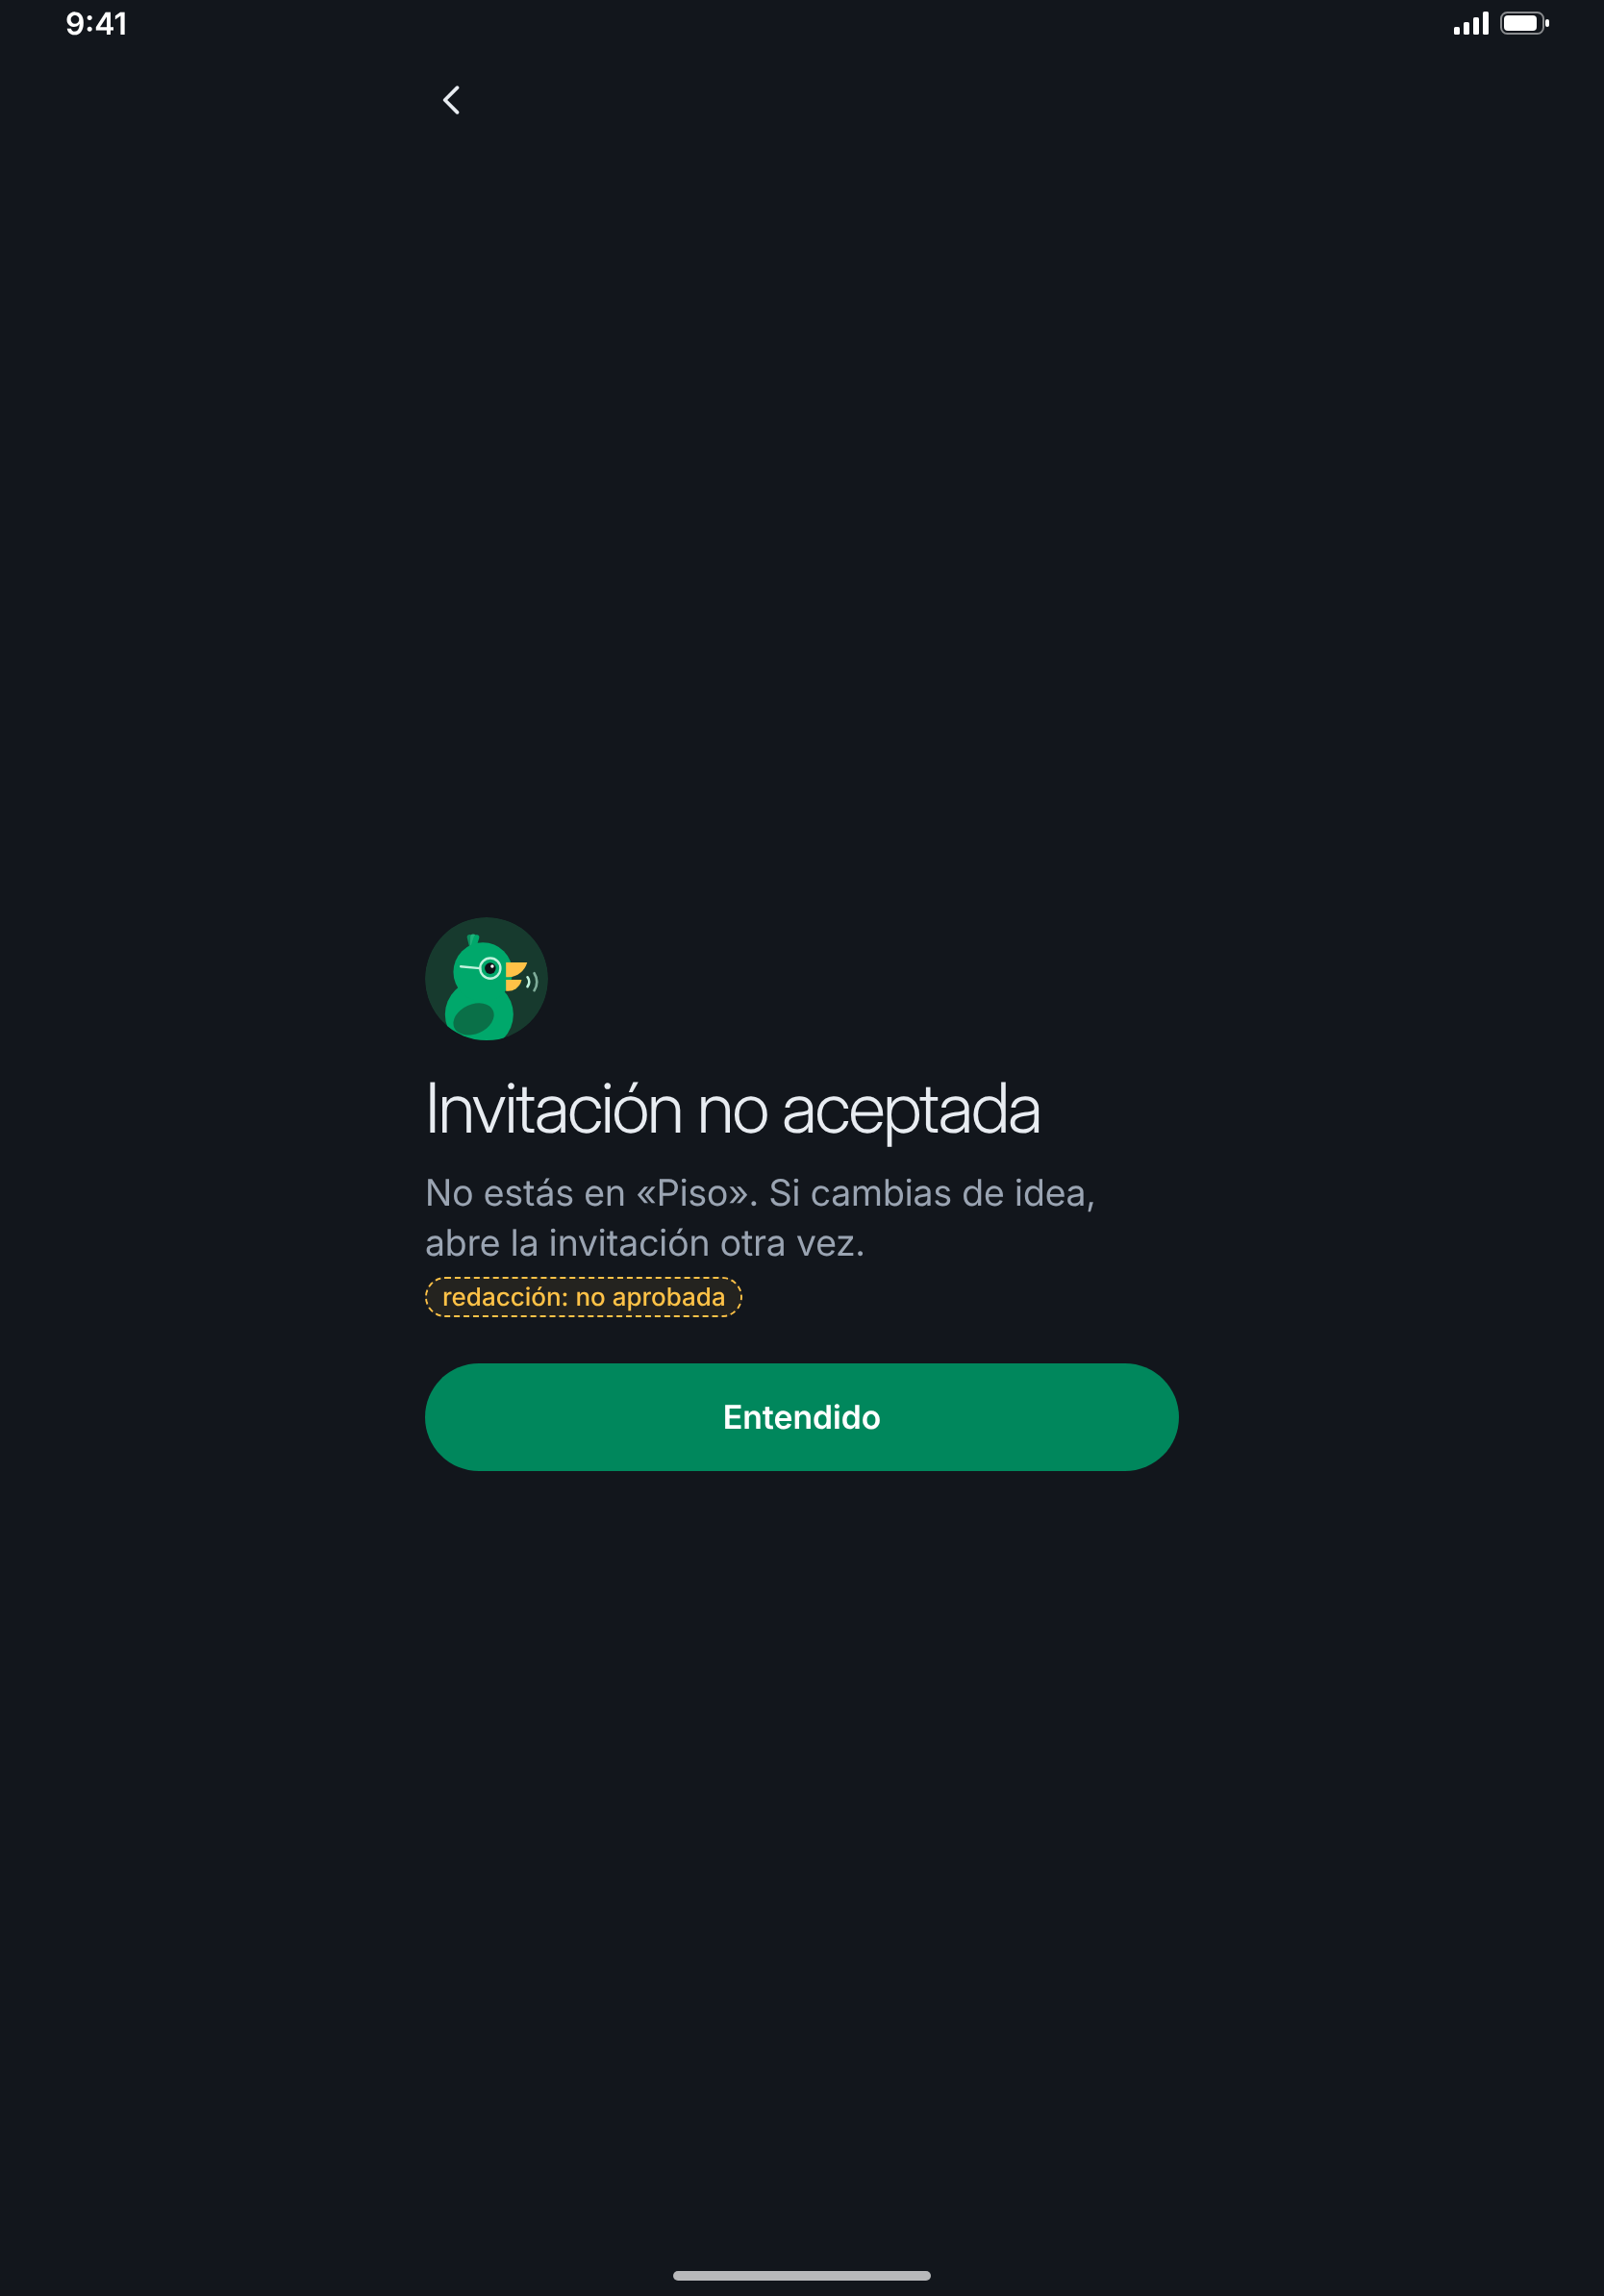 9:41
Invitación no aceptada
No estás en «Piso». Si cambias de idea,
abre la invitación otra vez.
redacción: no aprobada
Entendido